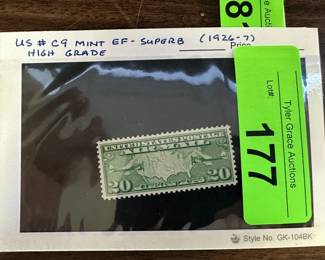 US # C9 MINT EF - SUPERB (1926-7)
HIGH GRADE
Price
Lot#:
177
Tyler Grace Auctions
UNITED STATES POSTAGE
AIR MAIL
20 CENTS 20
Style No. GK-104BK